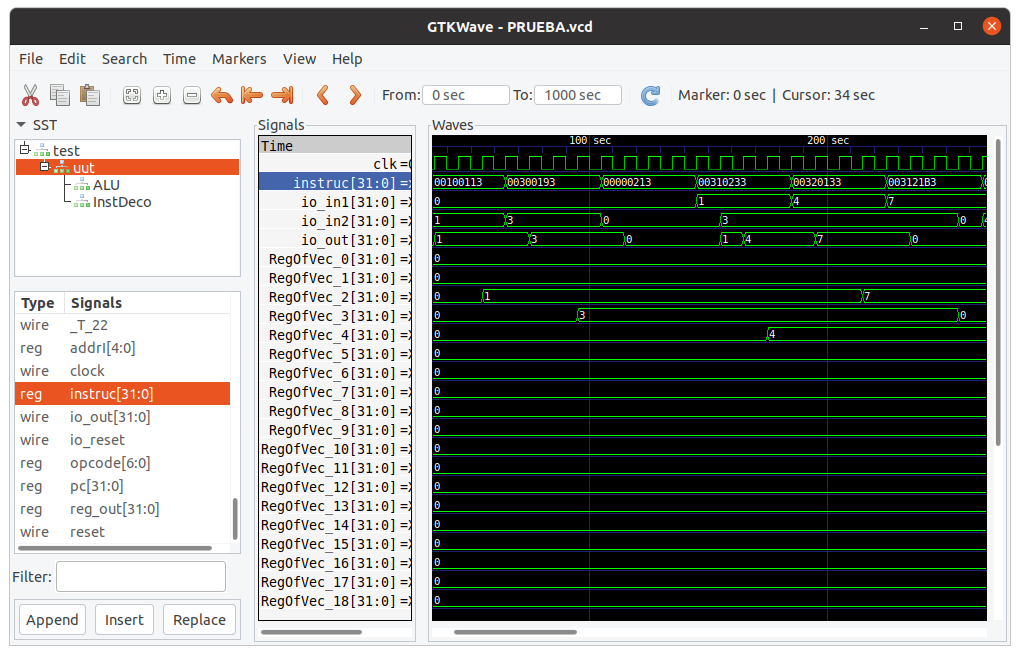 GTKWave - PRUEBA.vcd
File Edit Search Time Markers View Help
From: 0 sec To: 1000 sec Marker: 0 sec | Cursor: 34 sec
SST
test
uut
ALU
InstDeco
Type Signals
wire _T_22
reg addrI[4:0]
wire clock
reg instruc[31:0]
wire io_out[31:0]
wire io_reset
reg opcode[6:0]
reg pc[31:0]
reg reg_out[31:0]
wire reset
Filter:
Append Insert Replace
Signals
Time
clk =0
instruc[31:0] =X
io_in1[31:0] =X
io_in2[31:0] =X
io_out[31:0] =X
RegOfVec_0[31:0] =X
RegOfVec_1[31:0] =X
RegOfVec_2[31:0] =X
RegOfVec_3[31:0] =X
RegOfVec_4[31:0] =X
RegOfVec_5[31:0] =X
RegOfVec_6[31:0] =X
RegOfVec_7[31:0] =X
RegOfVec_8[31:0] =X
RegOfVec_9[31:0] =X
RegOfVec_10[31:0] =X
RegOfVec_11[31:0] =X
RegOfVec_12[31:0] =X
RegOfVec_13[31:0] =X
RegOfVec_14[31:0] =X
RegOfVec_15[31:0] =X
RegOfVec_16[31:0] =X
RegOfVec_17[31:0] =X
RegOfVec_18[31:0] =X
Waves
100 sec 200 sec
00100113 00300193 00000213 00310233 00320133 003121B3
0 1 4 7
1 3 0 3 0 4
1 3 0 1 4 7 0
0
0
0 1 7
0 3 0
0 4
0
0
0
0
0
0
0
0
0
0
0
0
0
0